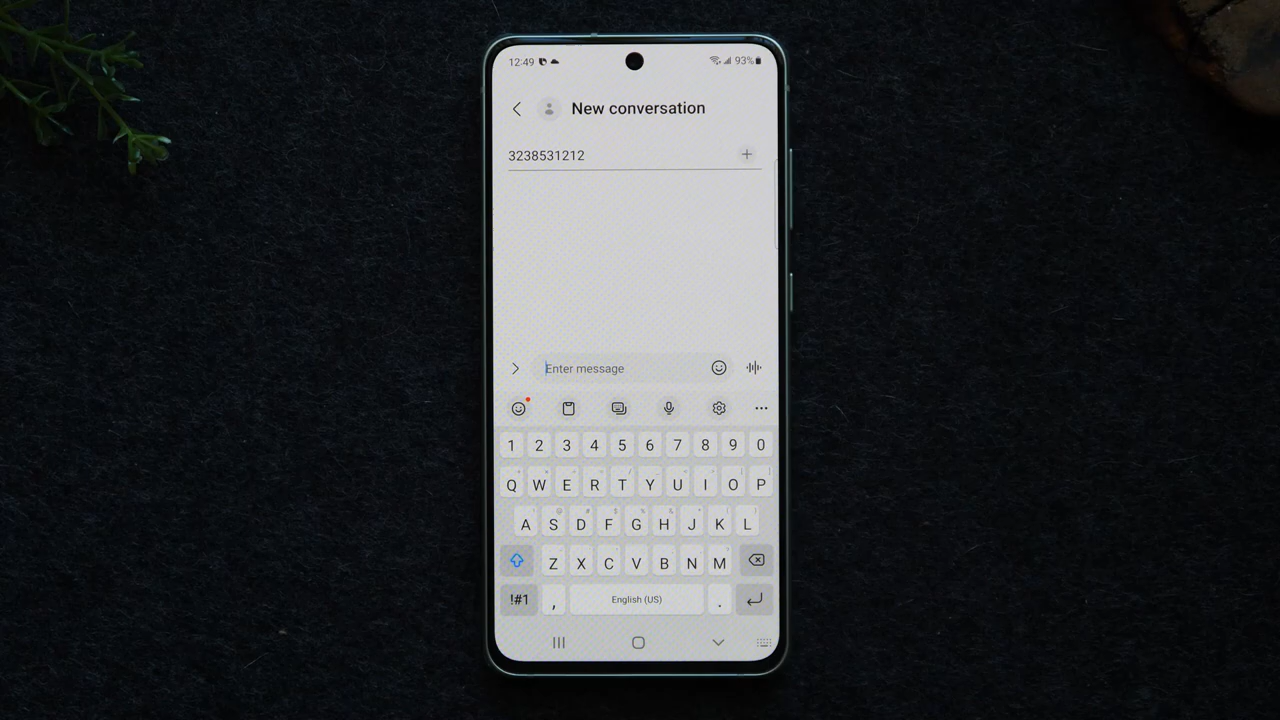 12:49 93%
New conversation
3238531212
Enter message
1 2 3 4 5 6 7 8 9 0
Q W E R T Y U I O P
A S D F G H J K L
Z X C V B N M
!#1 , English (US) .